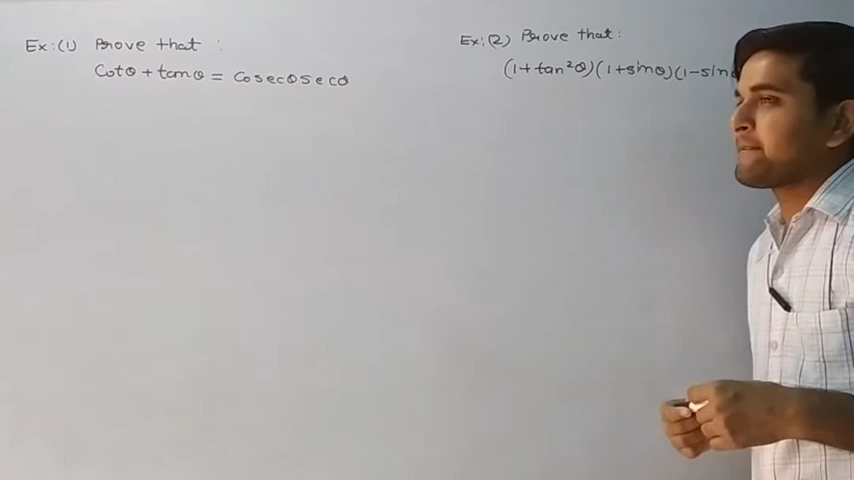 Ex:(1) Prove that :
Cotθ + tanθ = cosecθsecθ
Ex:(2) Prove that:
(1+ tan²θ)(1+sinθ)(1-sin